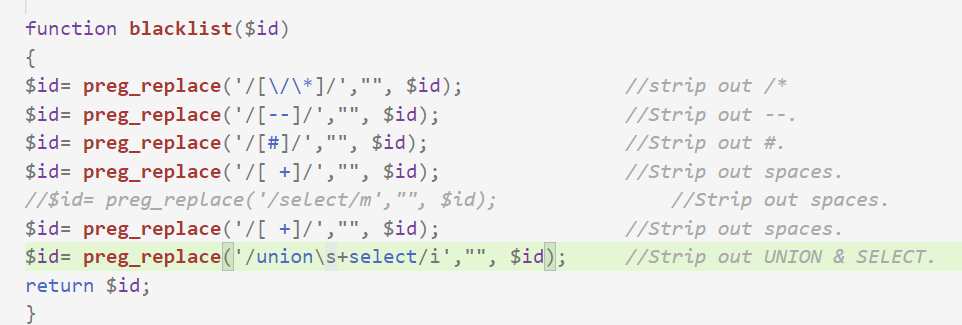 function blacklist($id)
{
$id= preg_replace('/[\/\*]/',"", $id);				//strip out /*
$id= preg_replace('/[--]/',"", $id);				//Strip out --.
$id= preg_replace('/[#]/',"", $id);				//Strip out #.
$id= preg_replace('/[ +]/',"", $id);				//Strip out spaces.
//$id= preg_replace('/select/m',"", $id);				//Strip out spaces.
$id= preg_replace('/[ +]/',"", $id);				//Strip out spaces.
$id= preg_replace('/union\s+select/i',"", $id);		//Strip out UNION & SELECT.
return $id;
}